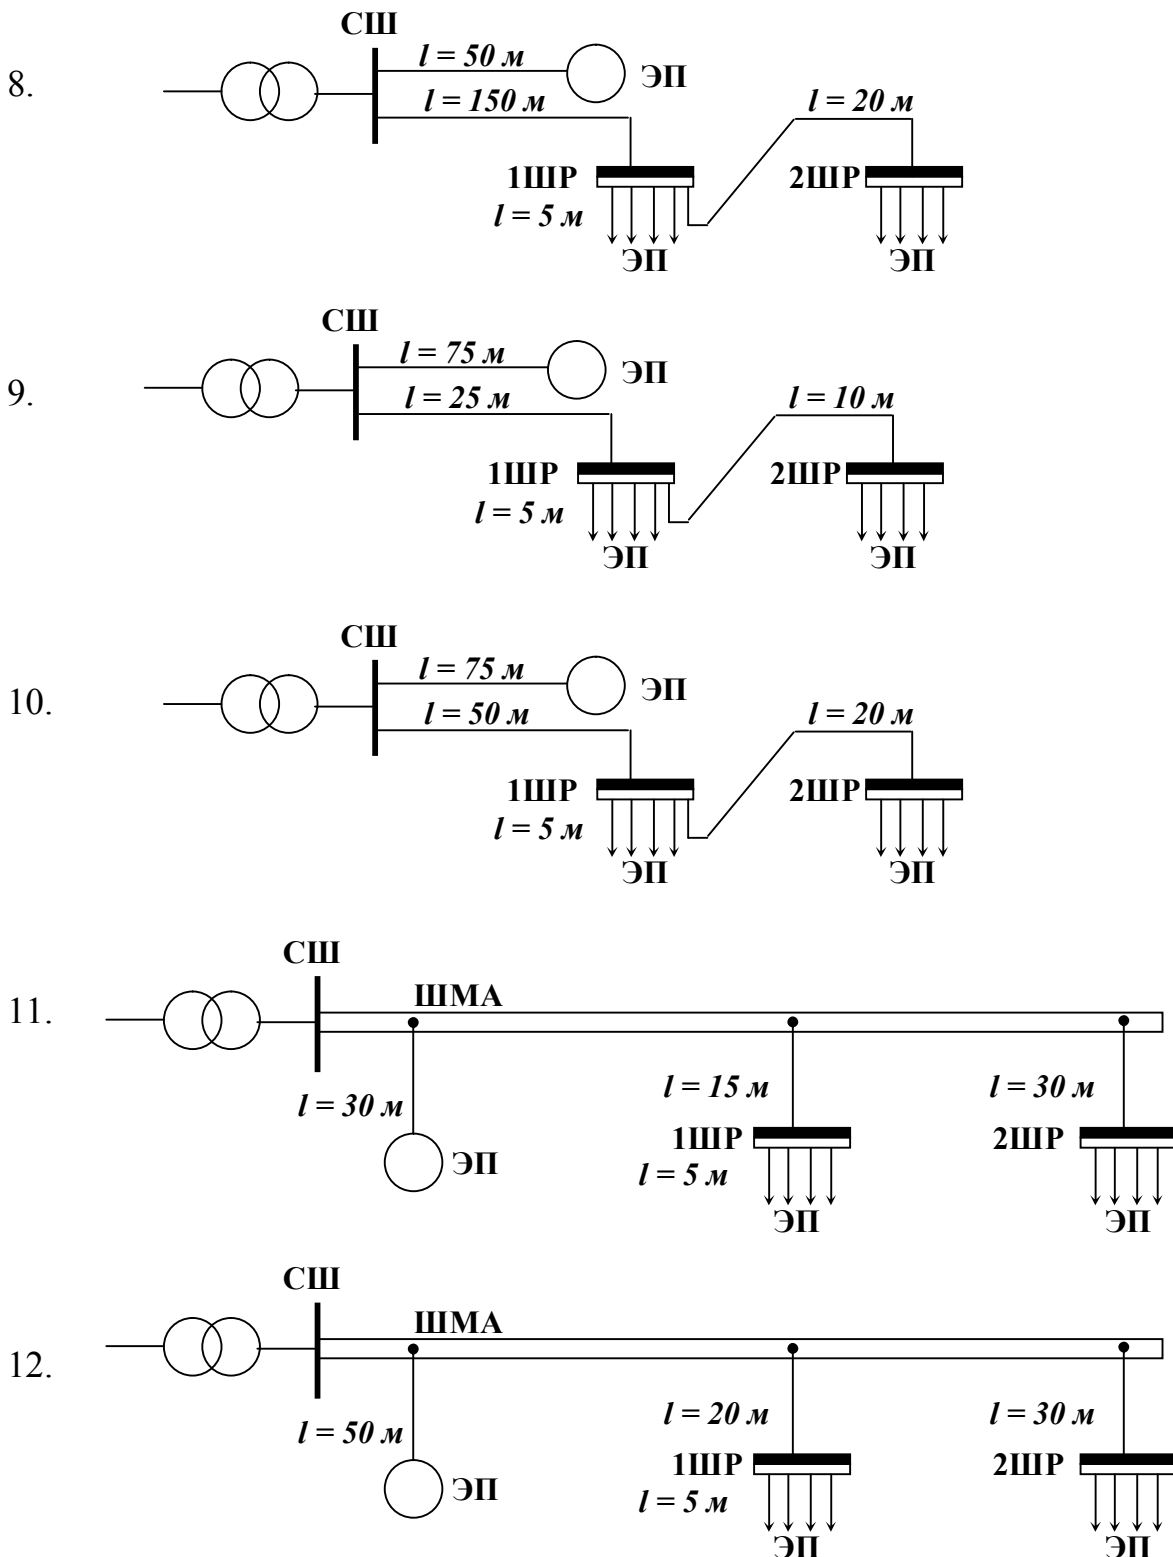 8.
СШ
l = 50 м
ЭП
l = 150 м
l = 20 м
1ШР
2ШР
l = 5 м
ЭП
ЭП
9.
СШ
l = 75 м
ЭП
l = 25 м
l = 10 м
1ШР
2ШР
l = 5 м
ЭП
ЭП
10.
СШ
l = 75 м
ЭП
l = 50 м
l = 20 м
1ШР
2ШР
l = 5 м
ЭП
ЭП
11.
СШ
ШМА
l = 30 м
l = 15 м
l = 30 м
ЭП
1ШР
2ШР
l = 5 м
ЭП
ЭП
12.
СШ
ШМА
l = 50 м
l = 20 м
l = 30 м
ЭП
1ШР
2ШР
l = 5 м
ЭП
ЭП